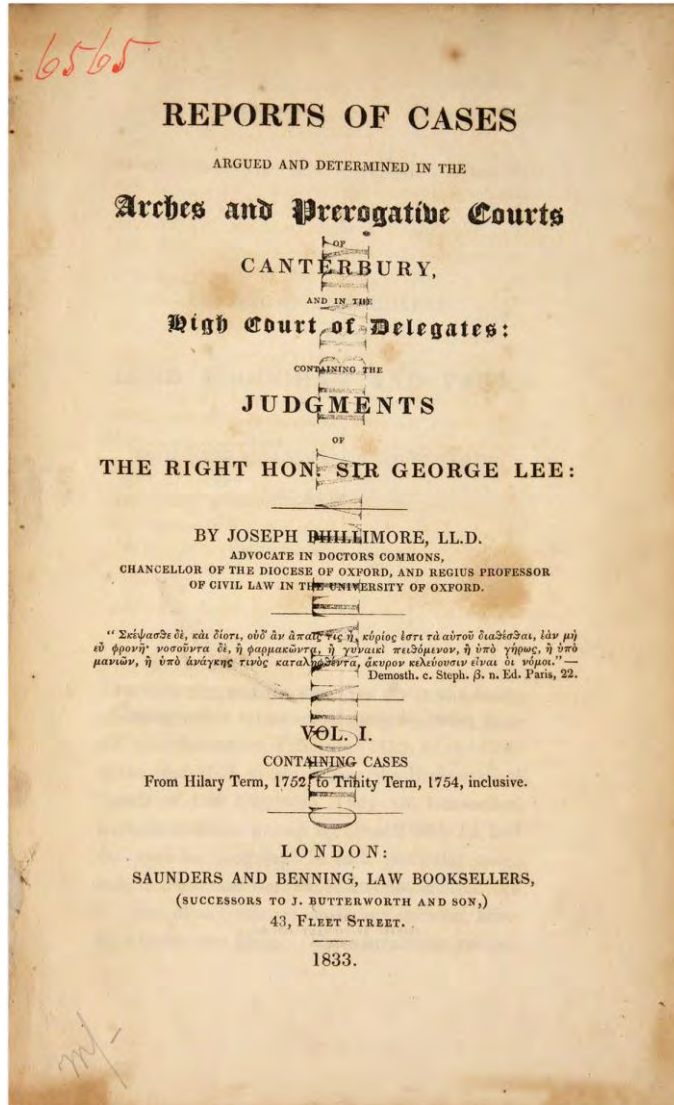 6565
REPORTS OF CASES
ARGUED AND DETERMINED IN THE
Arches and Prerogative Courts
OF
CANTERBURY,
AND IN THE
High Court of Delegates:
CONTAINING THE
JUDGMENTS
OF
THE RIGHT HON. SIR GEORGE LEE:
BY JOSEPH PHILLIMORE, LL.D.
ADVOCATE IN DOCTORS COMMONS,
CHANCELLOR OF THE DIOCESE OF OXFORD, AND REGIUS PROFESSOR
OF CIVIL LAW IN THE UNIVERSITY OF OXFORD.
" Σκέψασθε δὲ, κὰι δίοτι, οὐδ' ἂν ἅπαις τὶς ἦ, κύριος ἐστι τὰ αὑτοῦ διαθέσθαι, ἐὰν μὴ
εὖ φρονῆ· νοσοῦντα δὲ, ἢ φαρμακῶντα, ἢ γυναικὶ πειθόμενον, ἢ ὑπὸ γήρως, ἢ ὑπὸ
μανιῶν, ἢ ὑπὸ ἀνάγκης τινὸς καταληφθέντα, ἄκυρον κελεύουσιν εἶναι οἱ νόμοι."—
Demosth. c. Steph. β. n. Ed. Paris, 22.
VOL. I.
CONTAINING CASES
From Hilary Term, 1752, to Trinity Term, 1754, inclusive.
LONDON:
SAUNDERS AND BENNING, LAW BOOKSELLERS,
(SUCCESSORS TO J. BUTTERWORTH AND SON,)
43, FLEET STREET.
1833.